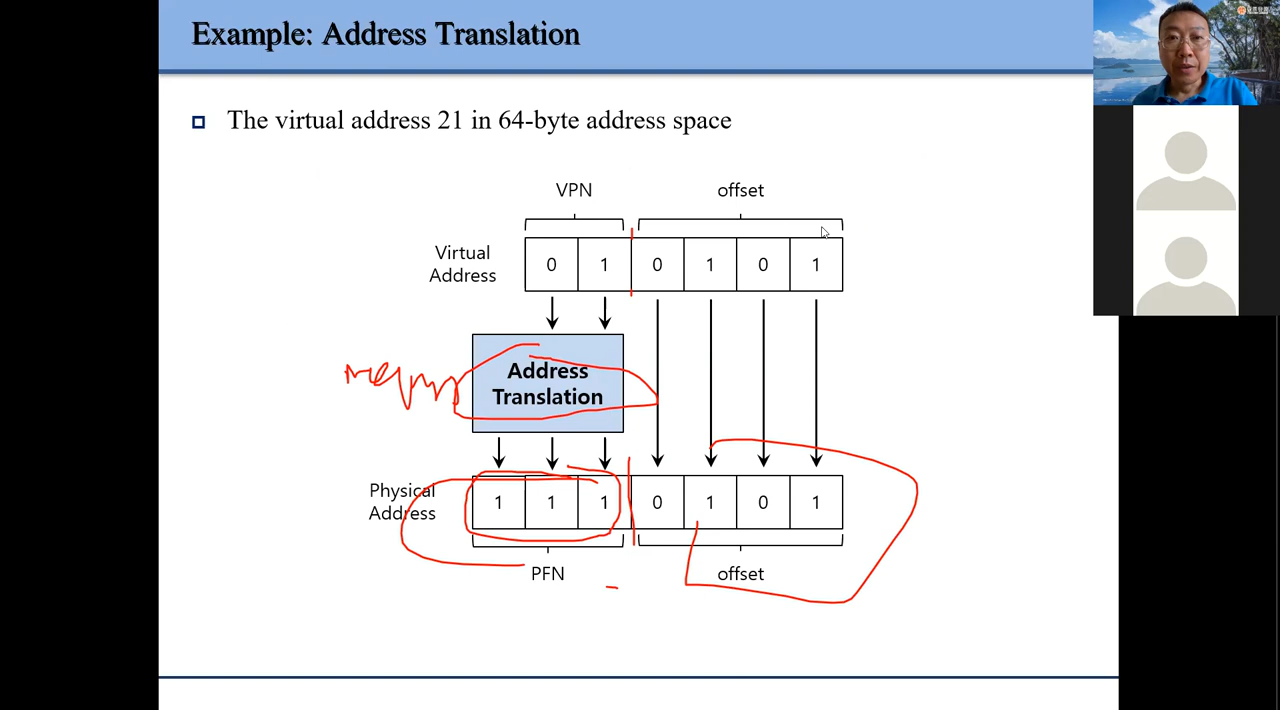 Example: Address Translation
The virtual address 21 in 64-byte address space
VPN offset
Virtual
Address
0 1 0 1 0 1
Address
Translation
Physical
Address
1 1 1 0 1 0 1
PFN offset